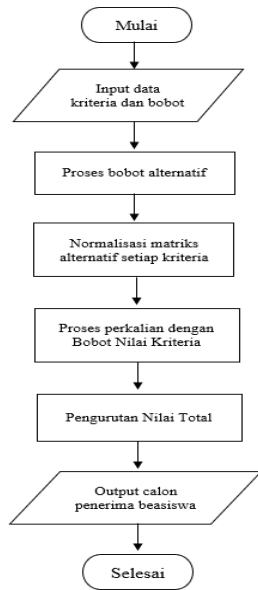 Mulai
Input data
kriteria dan bobot
Proses bobot alternatif
Normalisasi matriks
alternatif setiap kriteria
Proses perkalian dengan
Bobot Nilai Kriteria
Pengurutan Nilai Total
Output calon
penerima beasiswa
Selesai